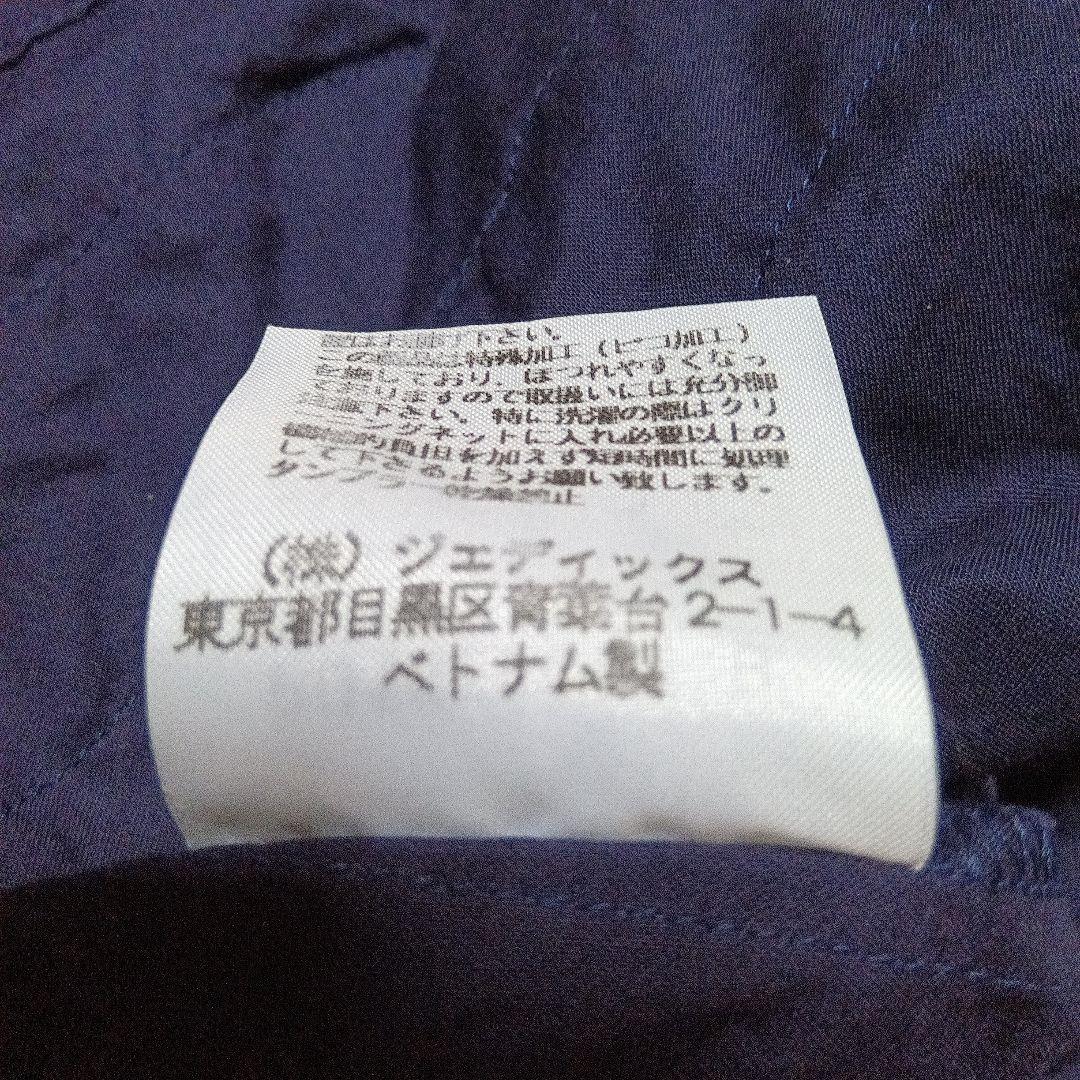 下さい。
この製品は特殊加工（ピコ加工）
を施しており、ほつれやすくなっ
ておりますので取扱いには充分御
注意下さい。特に洗濯の際はクリ
ーニングネットに入れ必要以上の
物理的負担を加えず短時間に処理
して下さるようお願い致します。
タンブラー乾燥禁止
（株）ジエディックス
東京都目黒区青葉台2-1-4
ベトナム製